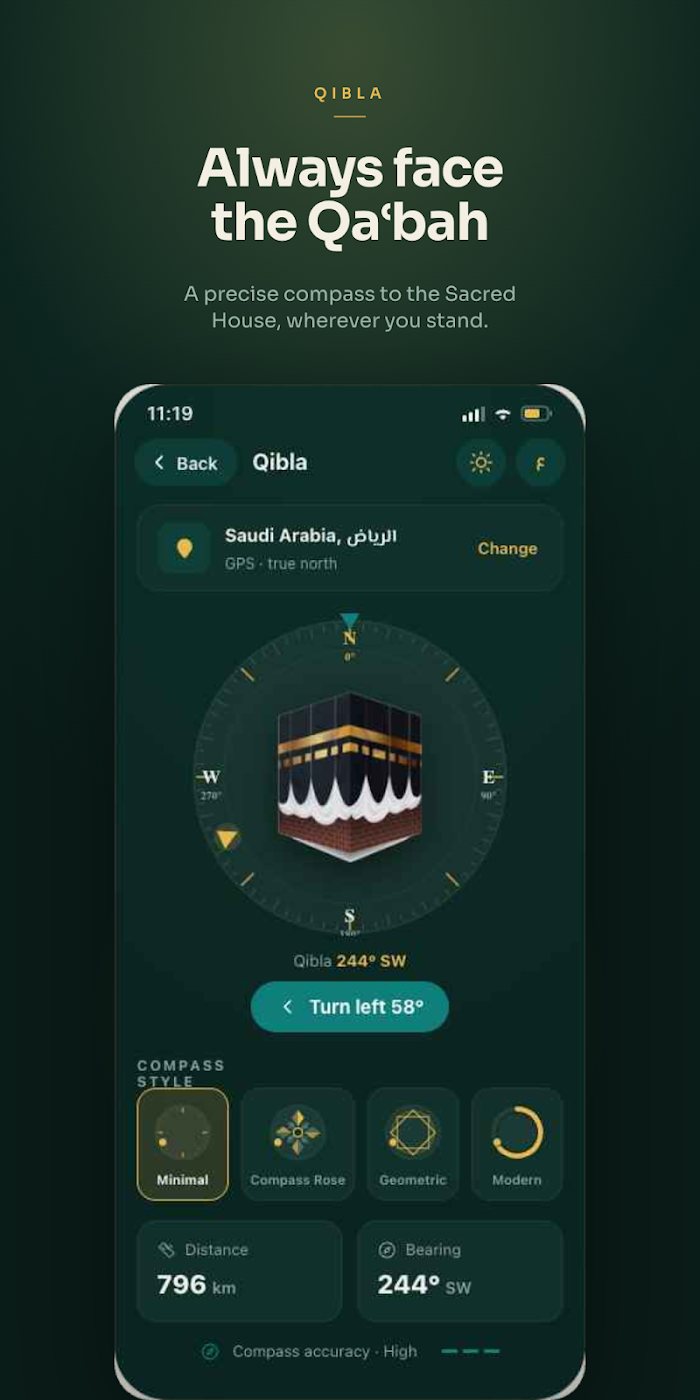 QIBLA
Always face
the Qaʿbah
A precise compass to the Sacred
House, wherever you stand.
11:19
Back
Qibla
ع
Saudi Arabia, الرياض
Change
GPS · true north
N
0°
W
270°
E
90°
S
180°
Qibla 244° SW
Turn left 58°
COMPASS
STYLE
Minimal
Compass Rose
Geometric
Modern
Distance
796 km
Bearing
244° SW
Compass accuracy · High